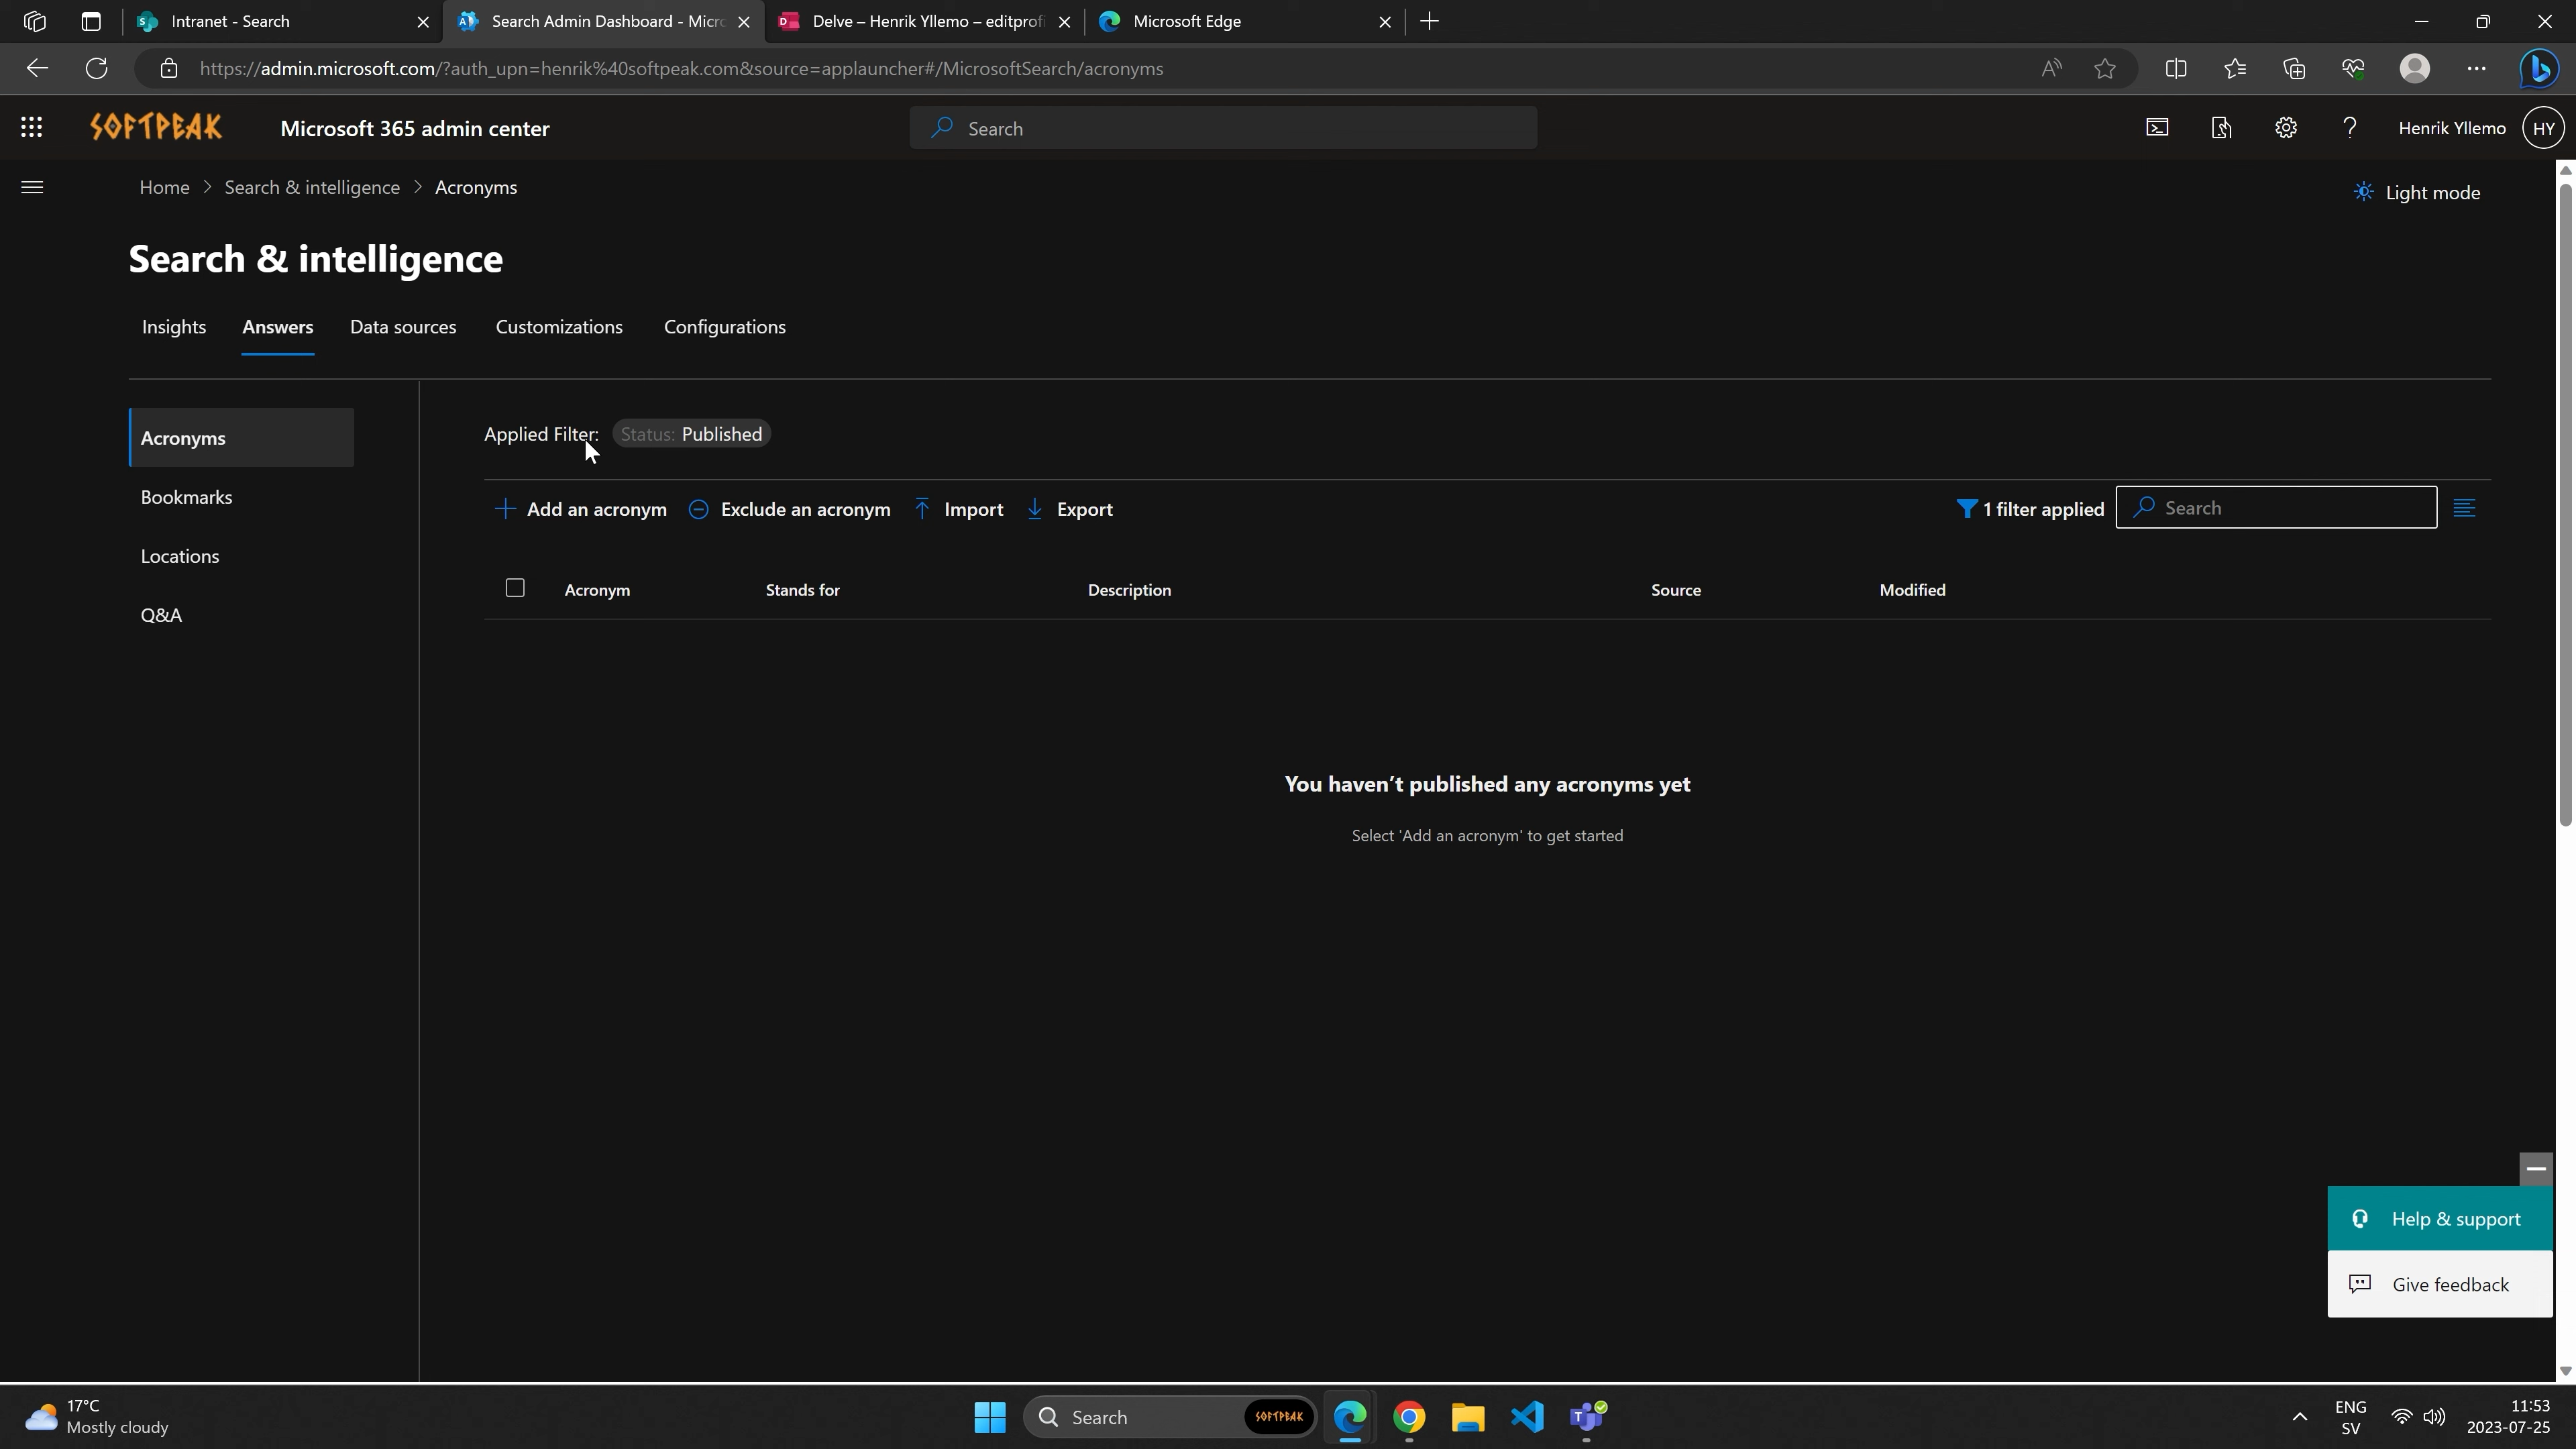 Intranet - Search
Search Admin Dashboard - Micr
Delve – Henrik Yllemo – editprofi
Microsoft Edge
https://admin.microsoft.com/?auth_upn=henrik%40softpeak.com&source=applauncher#/MicrosoftSearch/acronyms
SOFTPEAK
Microsoft 365 admin center
Search
Henrik Yllemo
HY
Home > Search & intelligence > Acronyms
Light mode
Search & intelligence
Insights
Answers
Data sources
Customizations
Configurations
Acronyms
Bookmarks
Locations
Q&A
Applied Filter: Status: Published
Add an acronym
Exclude an acronym
Import
Export
1 filter applied
Search
Acronym
Stands for
Description
Source
Modified
You haven't published any acronyms yet
Select 'Add an acronym' to get started
Help & support
Give feedback
17°C
Mostly cloudy
Search
SOFTPEAK
ENG
SV
11:53
2023-07-25